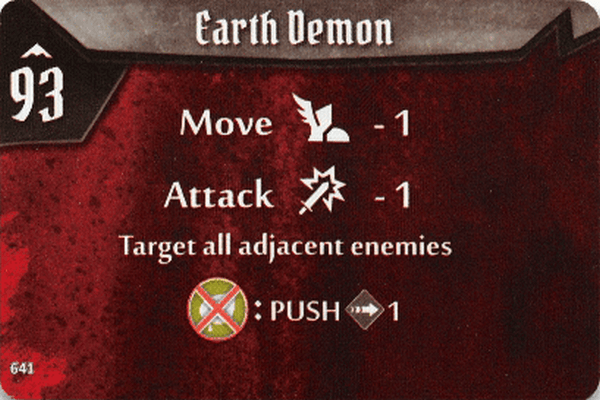 Earth Demon
93
Move - 1
Attack - 1
Target all adjacent enemies
: PUSH 1
641